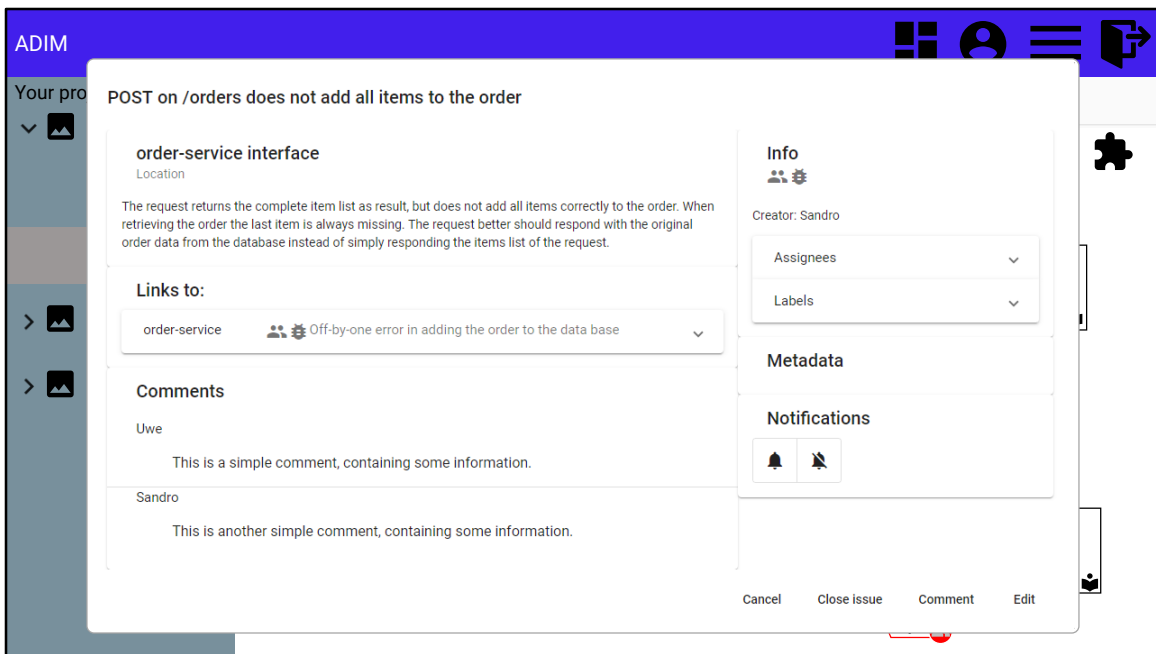 ADIM
Your pro
POST on /orders does not add all items to the order
order-service interface
Location
The request returns the complete item list as result, but does not add all items correctly to the order. When
retrieving the order the last item is always missing. The request better should respond with the original
order data from the database instead of simply responding the items list of the request.
Links to:
order-service
Off-by-one error in adding the order to the data base
Comments
Uwe
This is a simple comment, containing some information.
Sandro
This is another simple comment, containing some information.
Info
Creator: Sandro
Assignees
Labels
Metadata
Notifications
Cancel
Close issue
Comment
Edit